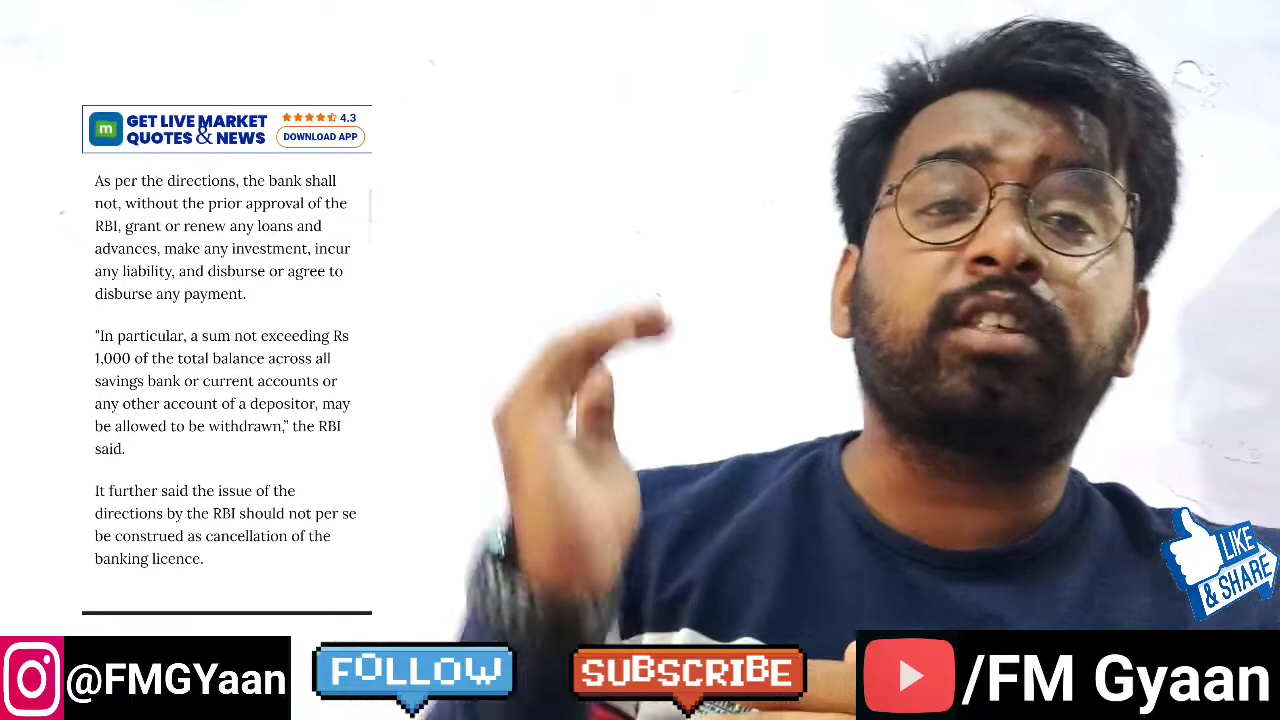 m
GET LIVE MARKET
QUOTES & NEWS
4.3
DOWNLOAD APP
As per the directions, the bank shall
not, without the prior approval of the
RBI, grant or renew any loans and
advances, make any investment, incur
any liability, and disburse or agree to
disburse any payment.
"In particular, a sum not exceeding Rs
1,000 of the total balance across all
savings bank or current accounts or
any other account of a depositor, may
be allowed to be withdrawn,” the RBI
said.
It further said the issue of the
directions by the RBI should not per se
be construed as cancellation of the
banking licence.
LIKE
& SHARE
@FMGYaan
FOLLOW
SUBSCRIBE
/FM Gyaan